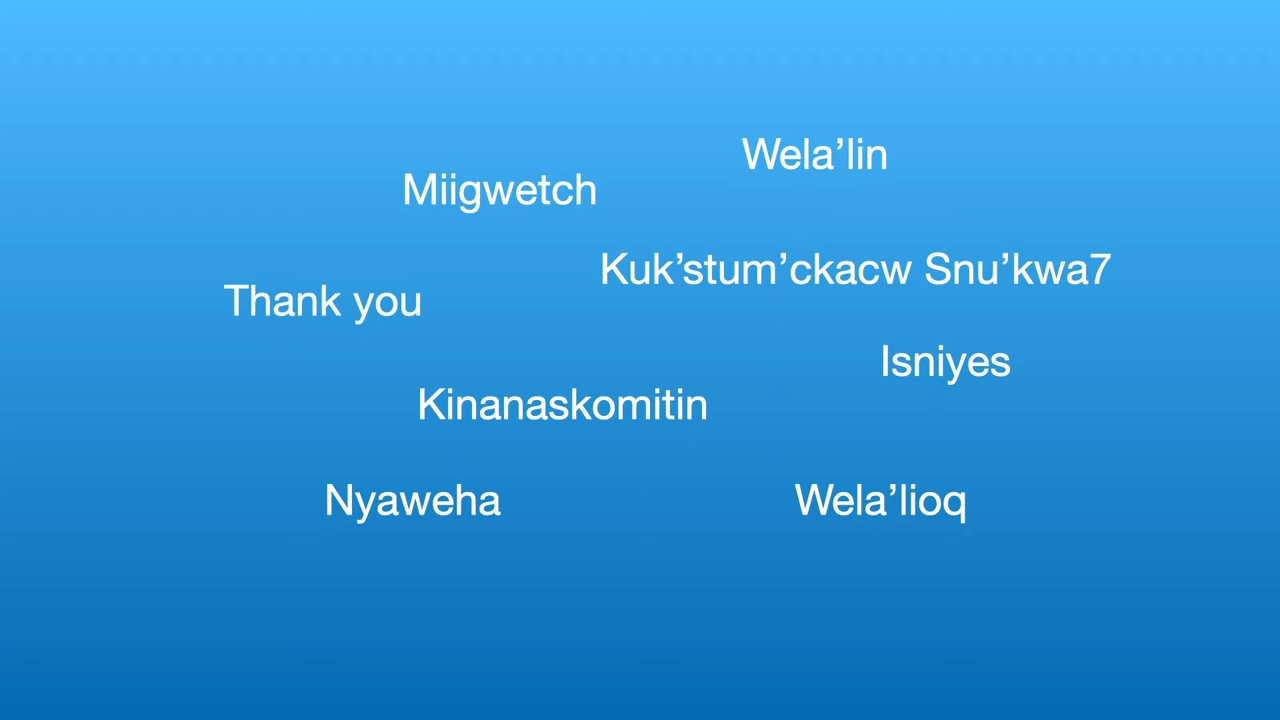 Wela’lin
Miigwetch
Kuk’stum’ckacw Snu’kwa7
Thank you
Isniyes
Kinanaskomitin
Nyaweha
Wela’lioq